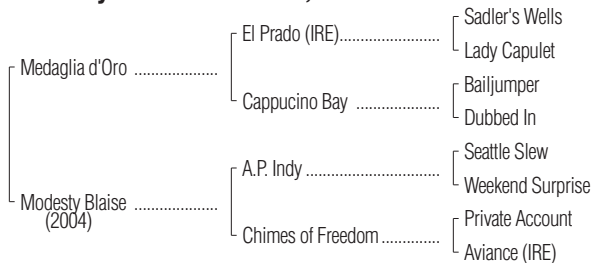 Sadler's Wells
El Prado (IRE)....................
Lady Capulet
Medaglia d'Oro ....................
Bailjumper
Cappucino Bay ....................
Dubbed In
Seattle Slew
A.P. Indy ................................
Weekend Surprise
Modesty Blaise ....................
(2004)
Private Account
Chimes of Freedom..............
Aviance (IRE)